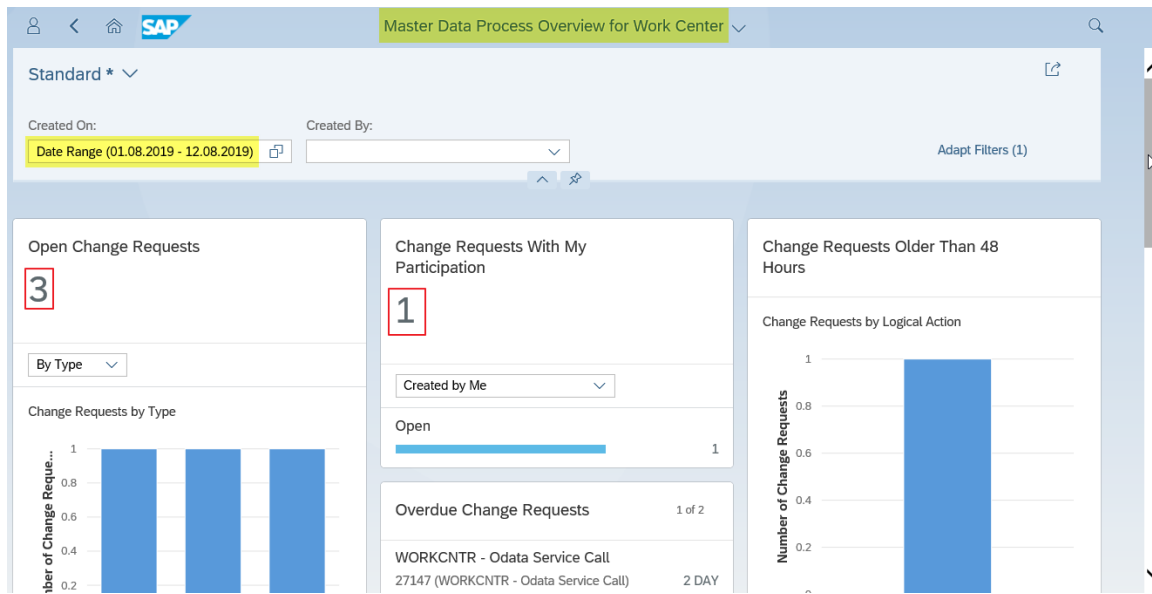 SAP
Master Data Process Overview for Work Center
Standard *
Created On:
Created By:
Date Range (01.08.2019 - 12.08.2019)
Adapt Filters (1)
Open Change Requests
3
By Type
Change Requests by Type
Number of Change Reque...
1
0.8
0.6
0.4
0.2
Change Requests With My
Participation
1
Created by Me
Open
1
Overdue Change Requests
1 of 2
WORKCNTR - Odata Service Call
27147 (WORKCNTR - Odata Service Call)
2 DAY
Change Requests Older Than 48
Hours
Change Requests by Logical Action
Number of Change Requests
1
0.8
0.6
0.4
0.2
0